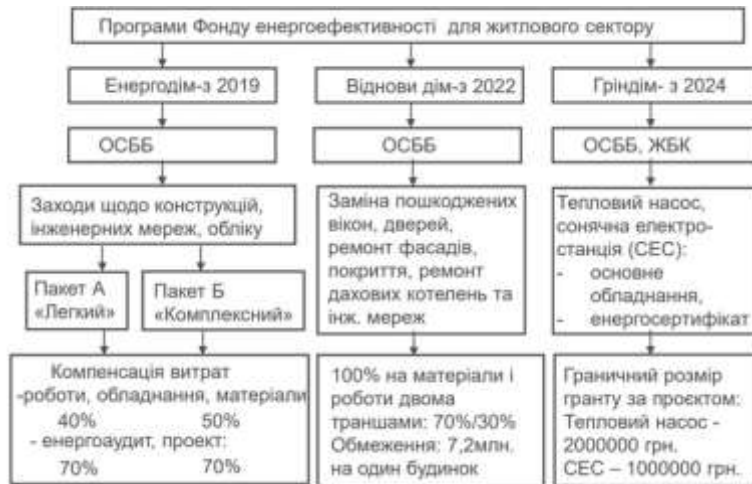 Програми Фонду енергоефективності для житлового сектору
Енергодім-з 2019
ОСББ
Заходи щодо конструкцій,
інженерних мереж, обліку
Пакет А
«Легкий»
Пакет Б
«Комплексний»
Компенсація витрат
-роботи, обладнання, матеріали
40% 50%
- енергоаудит, проект:
70% 70%
Віднови дім-з 2022
ОСББ
Заміна пошкоджених
вікон, дверей,
ремонт фасадів,
покриття, ремонт
дахових котелень та
інж. мереж
100% на матеріали і
роботи двома
траншами: 70%/30%
Обмеження: 7,2млн.
на один будинок
Гріндім- з 2024
ОСББ, ЖБК
Тепловий насос,
сонячна електро-
станція (СЕС):
- основне
обладнання,
- енергосертифікат
Граничний розмір
гранту за проєктом:
Тепловий насос -
2000000 грн.
СЕС – 1000000 грн.